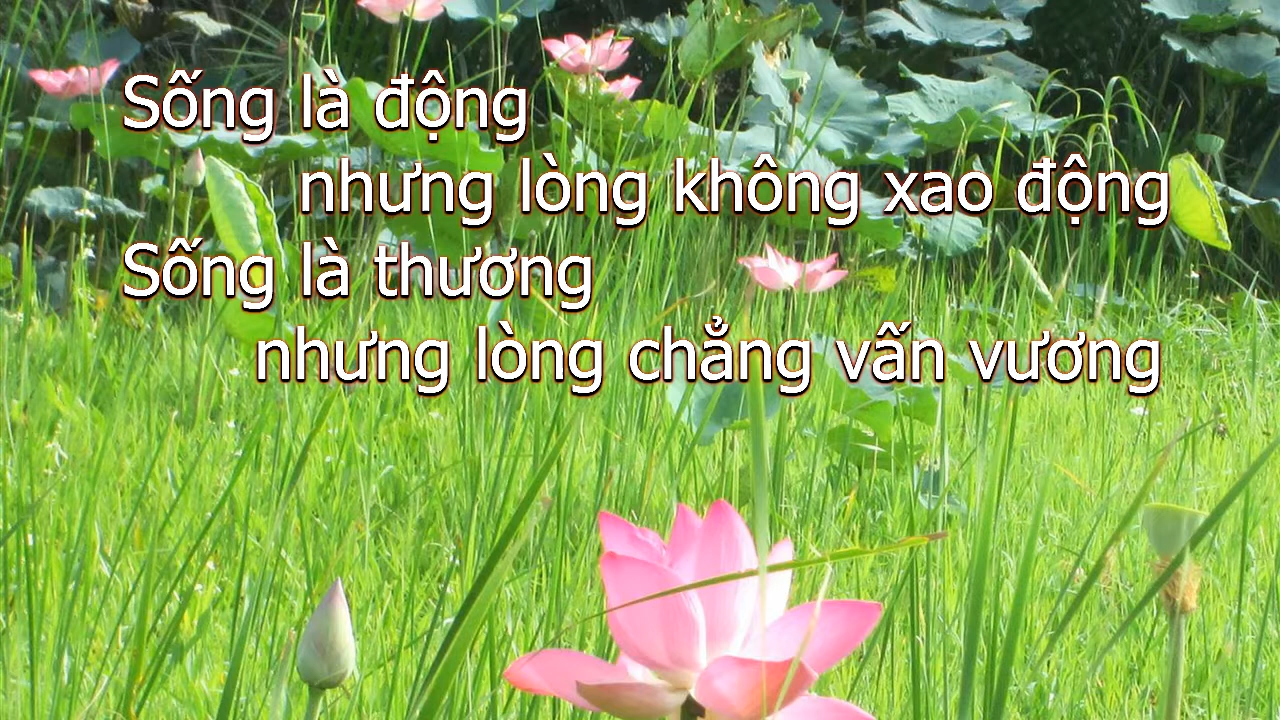 Sống là động
nhưng lòng không xao động
Sống là thương
nhưng lòng chẳng vấn vương